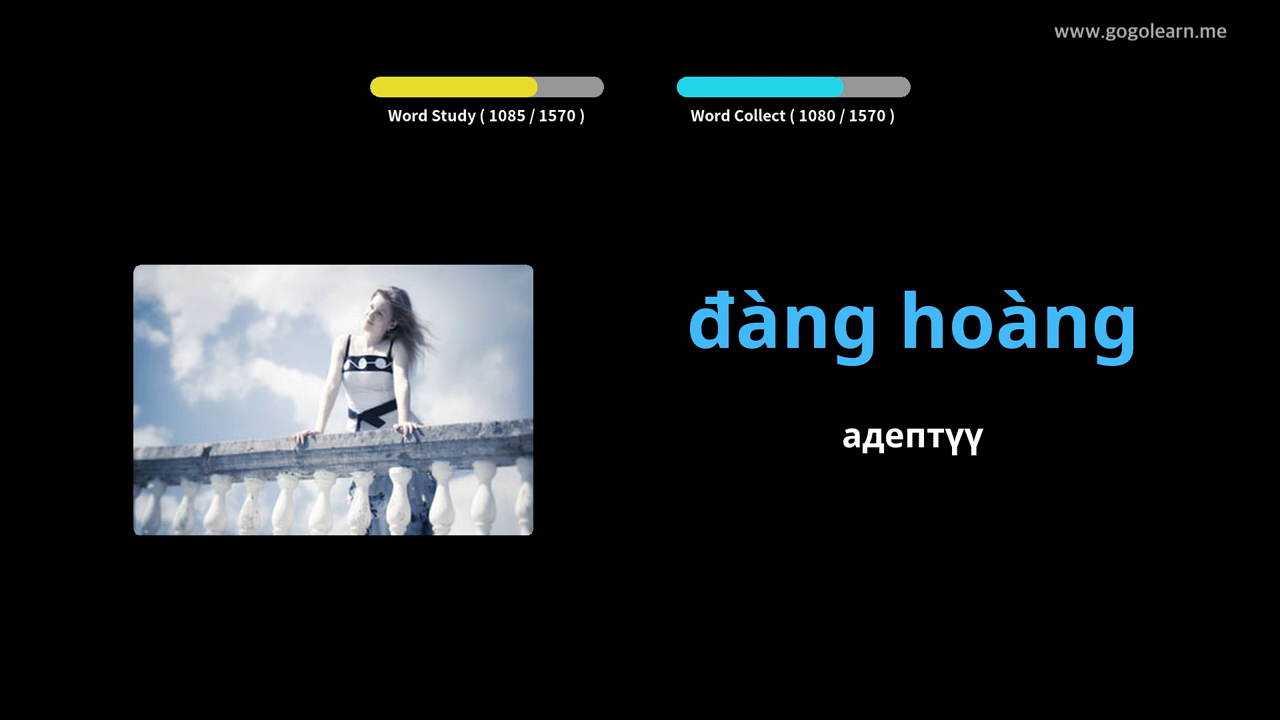 www.gogolearn.me
Word Study ( 1085 / 1570 )
Word Collect ( 1080 / 1570 )
đàng hoàng
адептүү